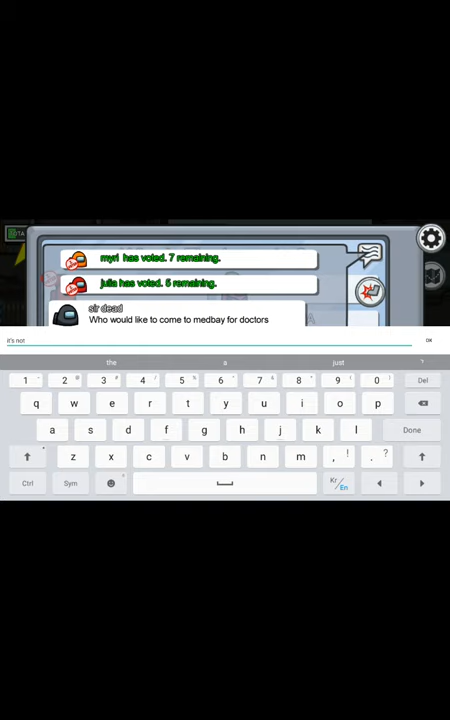 myri has voted. 7 remaining.
julia has voted. 5 remaining.
sir dead
Who would like to come to medbay for doctors
it's not
OK
the a just
1 2 3 4 5 6 7 8 9 0 Del
q w e r t y u i o p
a s d f g h j k l Done
z x c v b n m , ! . ?
Ctrl Sym Kr/En